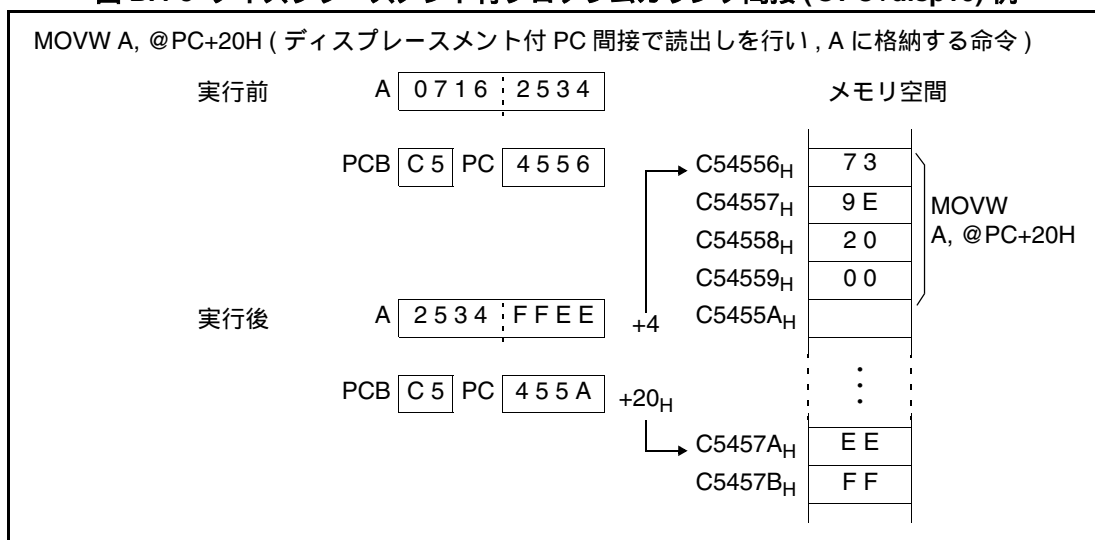 MOVW A, @PC+20H ( ディスプレースメント付 PC 間接で読出しを行い , A に格納する命令 )
実行前 A 0716 2534 メモリ空間
PCB C5 PC 4556
C54556H 73
C54557H 9E
C54558H 20
C54559H 00
MOVW
A, @PC+20H
実行後 A 2534 FFEE +4 C5455AH
PCB C5 PC 455A +20H
C5457AH EE
C5457BH FF